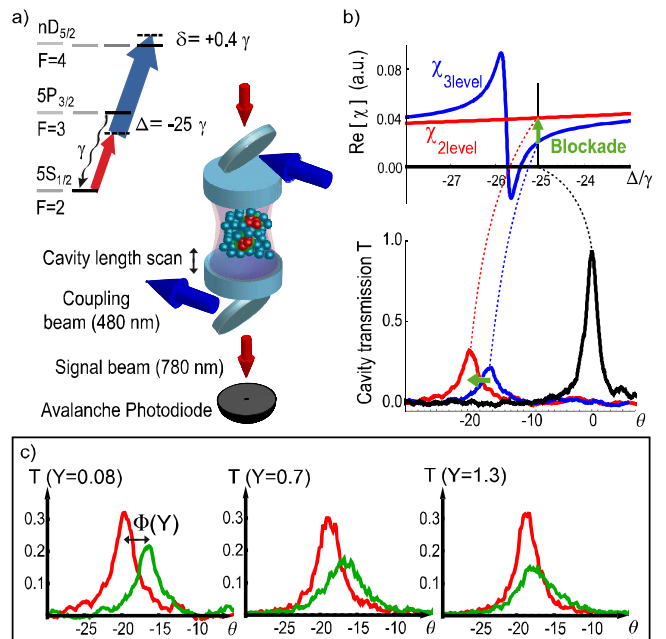 a)
nD5/2
δ = +0.4 γ
F=4
5P3/2
F=3
Δ = -25 γ
γ
5S1/2
F=2
Cavity length scan
Coupling
beam (480 nm)
Signal beam (780 nm)
Avalanche Photodiode
b)
Re [ χ ] (a.u.)
0.08
0.04
0.00
χ3level
χ2level
Blockade
-26 -25 -24 Δ/γ
-27
Cavity transmission T
1.0
0.5
0.0
-20 -10 0 θ
c)
T (Y=0.08) T (Y=0.7) T (Y=1.3)
0.3 0.3 0.3
Φ(Y)
0.2 0.2 0.2
0.1 0.1 0.1
-25 -20 -15 -10 θ -25 -20 -15 -10 θ -25 -20 -15 -10 θ